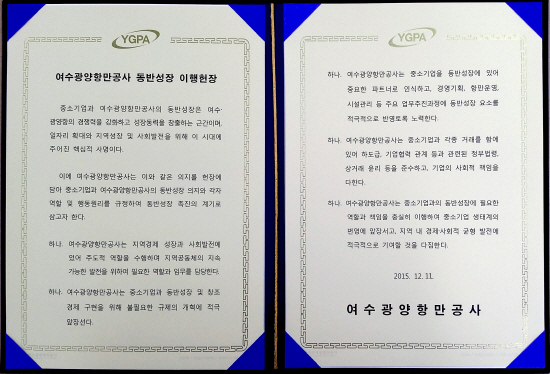 YGPA
여수광양항만공사 동반성장 이행헌장
중소기업과 여수광양항만공사의 동반성장은 여수·
광양항의 경쟁력을 강화하고 성장동력을 창출하는 근간이며,
일자리 확대와 지역성장 및 사회발전을 위해 이 시대에
주어진 핵심적 사명이다.
이에 여수광양항만공사는 이와 같은 의지를 헌장에
담아 중소기업과 여수광양항만공사의 동반성장 의지와 각자
역할 및 행동원리를 규정하여 동반성장 촉진의 계기로
삼고자 한다.
하나. 여수광양항만공사는 지역경제 성장과 사회발전에
있어 주도적 역할을 수행하며 지역공동체의 지속
가능한 발전을 위하여 필요한 역할과 임무를 담당한다.
하나. 여수광양항만공사는 중소기업과 동반성장 및 창조
경제 구현을 위해 불필요한 규제의 개혁에 적극
앞장선다.
YGPA
하나. 여수광양항만공사는 중소기업을 동반성장에 있어
중요한 파트너로 인식하고, 경영기획, 항만운영,
시설관리 등 주요 업무추진과정에 동반성장 요소를
적극적으로 반영토록 노력한다.
하나. 여수광양항만공사는 중소기업과 각종 거래를 함에
있어 하도급, 기업협력 관계 등과 관련된 정부법령,
상거래 윤리 등을 준수하고, 기업의 사회적 책임을
다한다.
하나. 여수광양항만공사는 중소기업과의 동반성장에 필요한
역할과 책임을 충실히 이행하여 중소기업 생태계의
번영에 앞장서고, 지역 내 경제·사회적 균형 발전에
적극적으로 기여할 것을 다짐한다.
2015. 12. 11.
여수광양항만공사